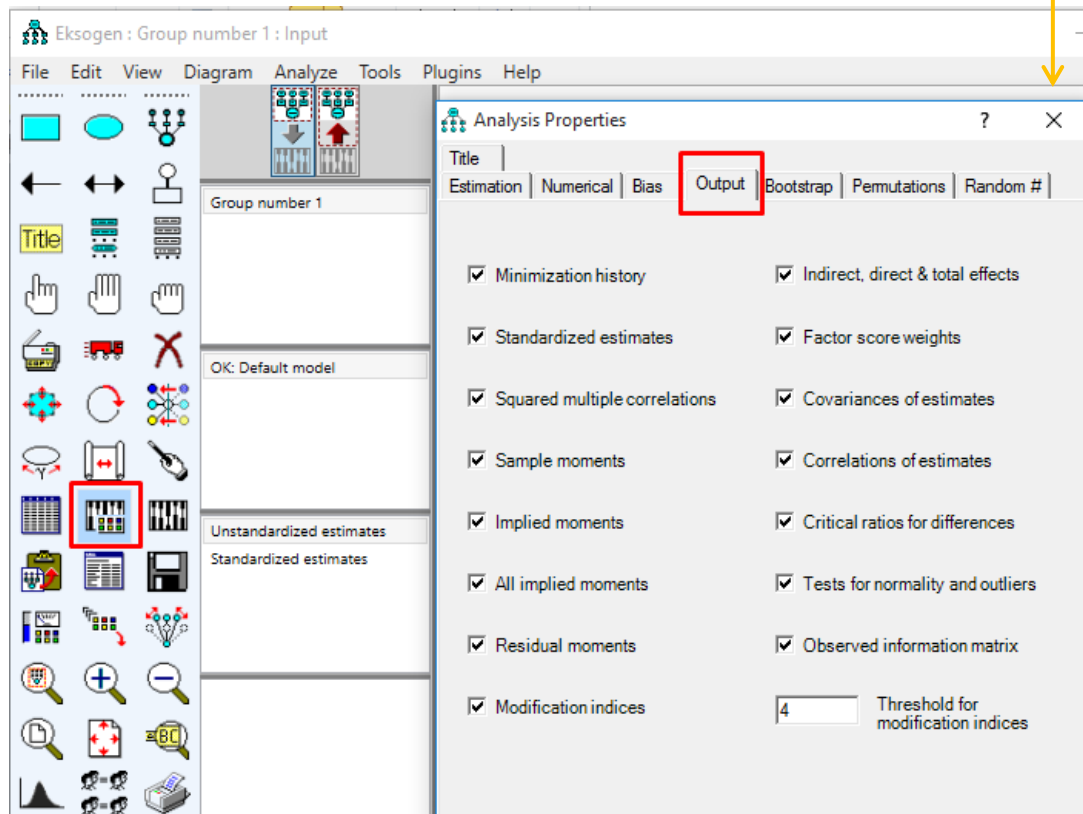 Eksogen : Group number 1 : Input
File Edit View Diagram Analyze Tools Plugins Help
Analysis Properties ?
Title
Estimation Numerical Bias Output Bootstrap Permutations Random #
Group number 1
OK: Default model
Unstandardized estimates
Standardized estimates
Title
COPY
BC
Minimization history
Indirect, direct & total effects
Standardized estimates
Factor score weights
Squared multiple correlations
Covariances of estimates
Sample moments
Correlations of estimates
Implied moments
Critical ratios for differences
All implied moments
Tests for normality and outliers
Residual moments
Observed information matrix
Modification indices
4
Threshold for
modification indices